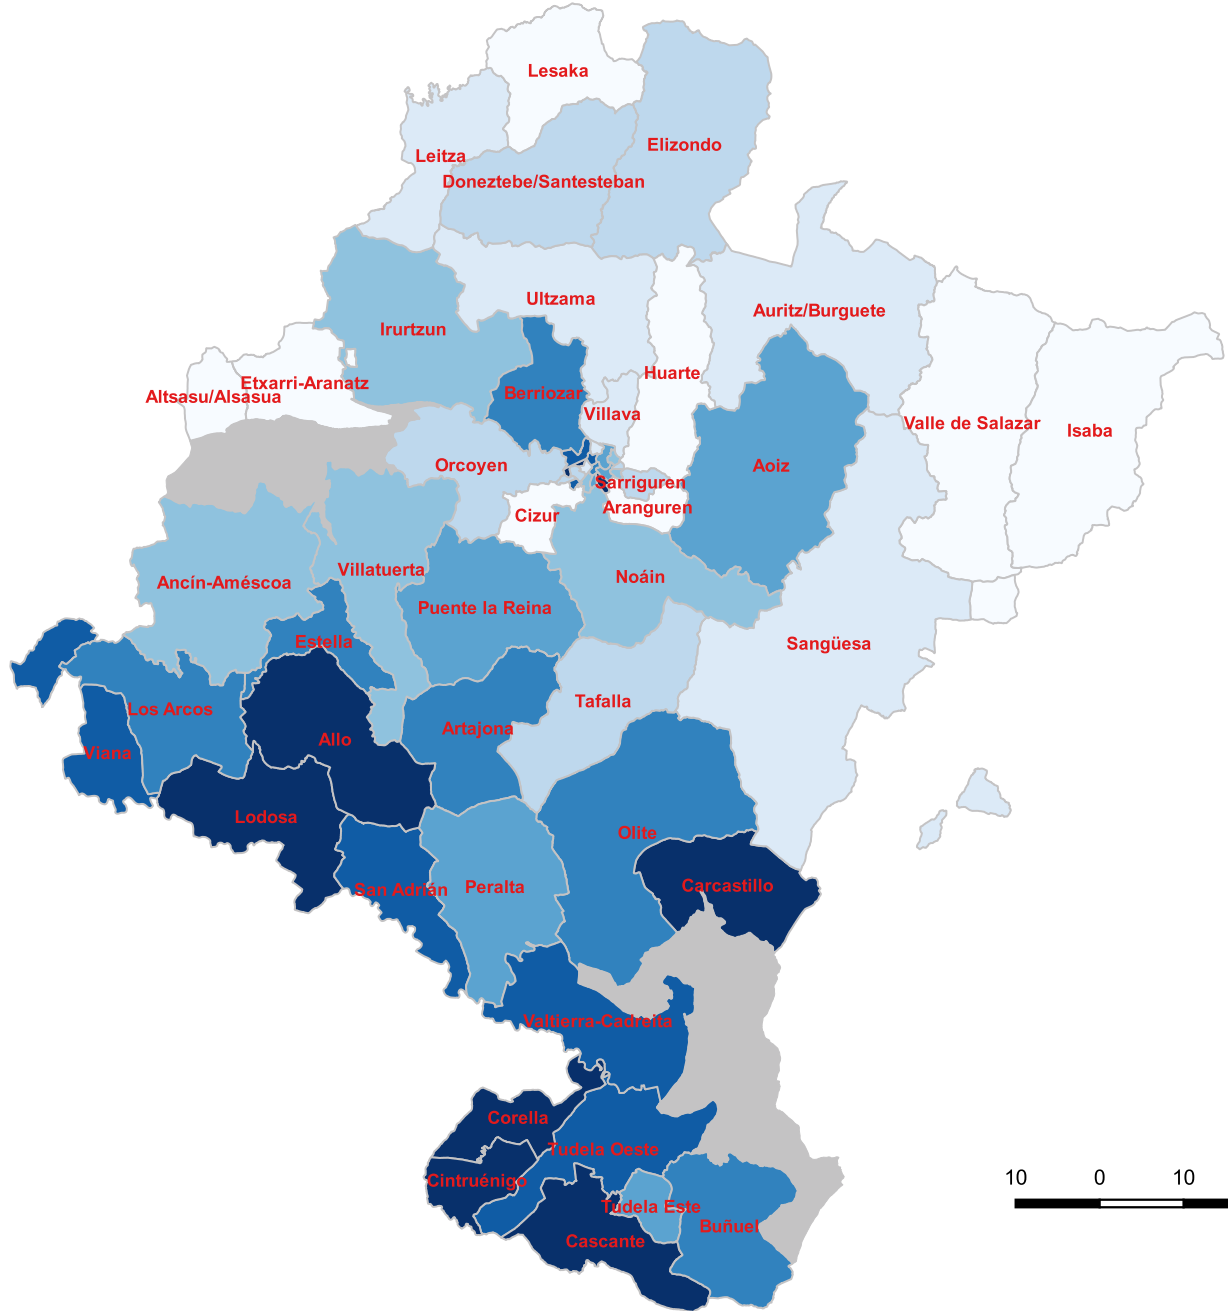 Lesaka
Elizondo
Leitza
Doneztebe/Santesteban
Ultzama
Auritz/Burguete
Irurtzun
Huarte
Etxarri-Aranatz
Altsasu/Alsasua
Berriozar
Villava
Valle de Salazar
Isaba
Orcoyen
Aoiz
Sarriguren
Aranguren
Cizur
Ancín-Améscoa
Villatuerta
Noáin
Puente la Reina
Estella
Sangüesa
Tafalla
Los Arcos
Artajona
Allo
Viana
Lodosa
Olite
San Adrián
Peralta
Carcastillo
Valtierra-Cadreita
Corella
Tudela Oeste
Cintruénigo
10 0 10
Tudela Este
Buñuel
Cascante